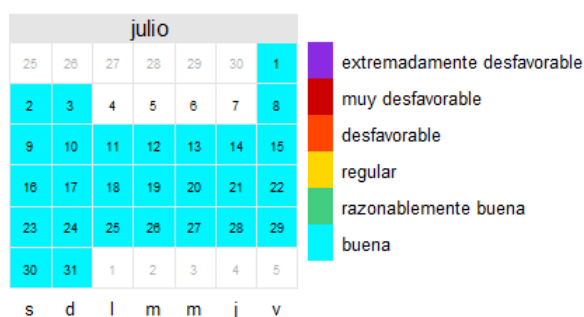 julio
25 26 27 28 29 30 1
2 3 4 5 6 7 8
9 10 11 12 13 14 15
16 17 18 19 20 21 22
23 24 25 26 27 28 29
30 31 1 2 3 4 5
s d l m m j v
extremadamente desfavorable
muy desfavorable
desfavorable
regular
razonablemente buena
buena